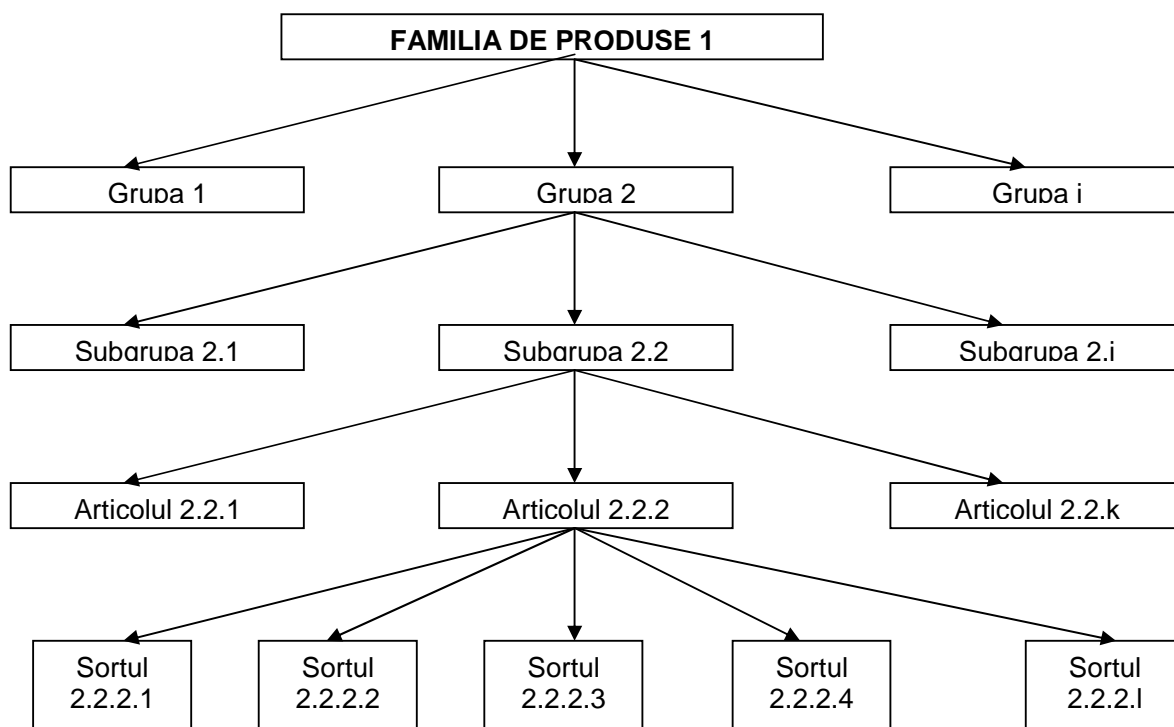 FAMILIA DE PRODUSE 1
Grupa 1
Grupa 2
Grupa i
Subgrupa 2.1
Subgrupa 2.2
Subgrupa 2.j
Articolul 2.2.1
Articolul 2.2.2
Articolul 2.2.k
Sortul
2.2.2.1
Sortul
2.2.2.2
Sortul
2.2.2.3
Sortul
2.2.2.4
Sortul
2.2.2.l